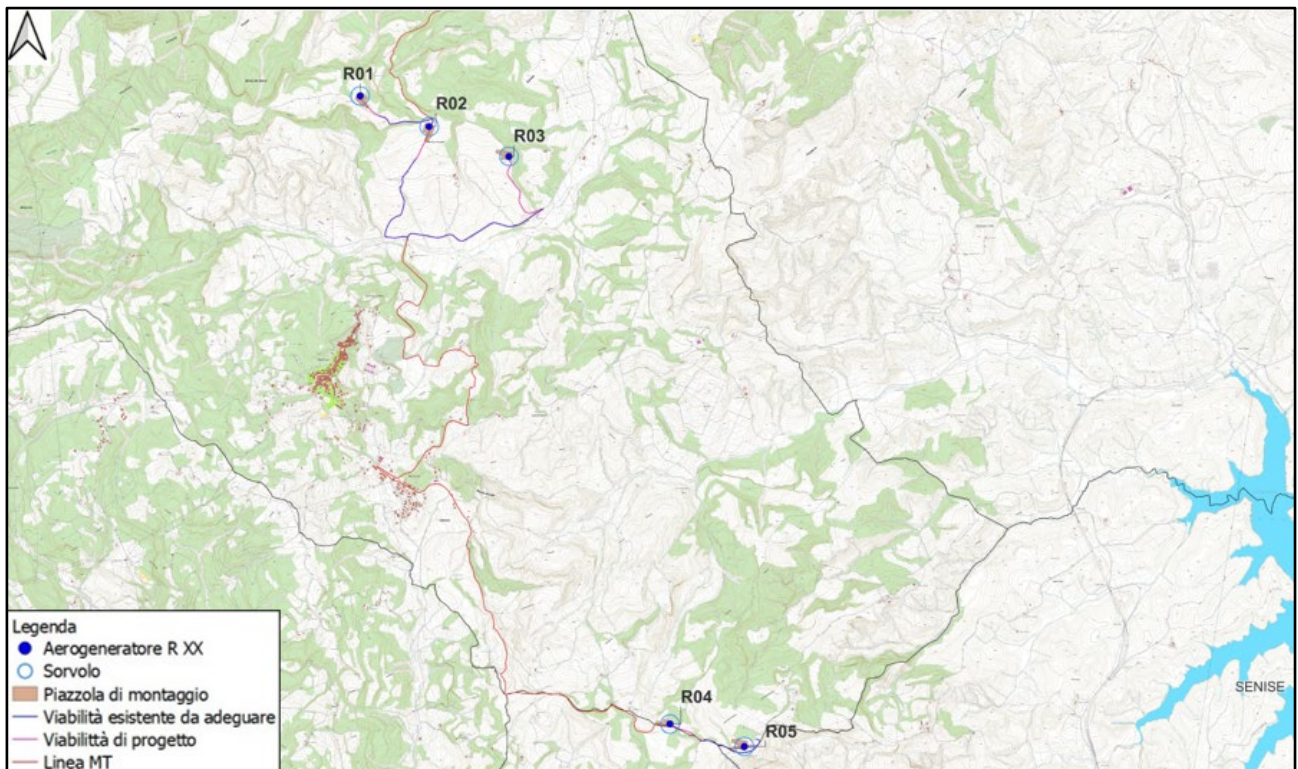 R01
R02
R03
R04
R05
SENISE
Legenda
Aerogeneratore R XX
Sorvolo
Piazzola di montaggio
Viabilità esistente da adeguare
Viabilittà di progetto
Linea MT